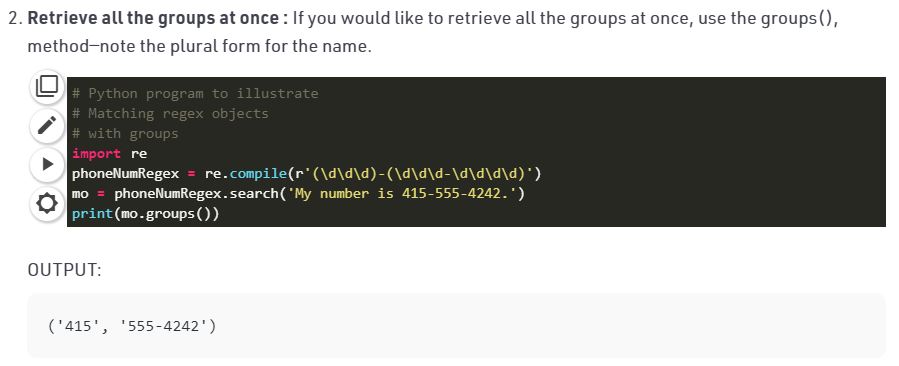 2. Retrieve all the groups at once : If you would like to retrieve all the groups at once, use the groups(),
method—note the plural form for the name.
# Python program to illustrate
# Matching regex objects
# with groups
import re
phoneNumRegex = re.compile(r'(\d\d\d)-(\d\d\d-\d\d\d\d)')
mo = phoneNumRegex.search('My number is 415-555-4242.')
print(mo.groups())
OUTPUT:
('415', '555-4242')